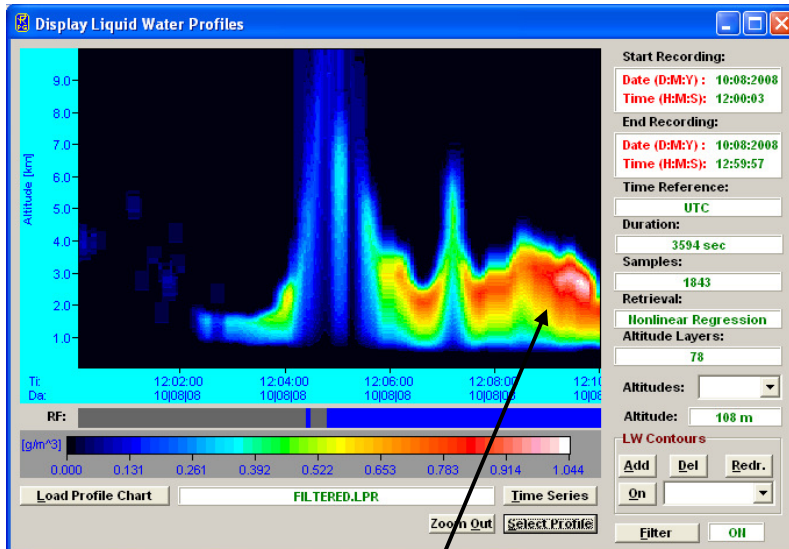 Display Liquid Water Profiles
Start Recording:
Date (D:M:Y) : 10:08:2008
Time (H:M:S): 12:00:03
End Recording:
Date (D:M:Y) : 10:08:2008
Time (H:M:S): 12:59:57
Time Reference:
UTC
Duration:
3594 sec
Samples:
1843
Retrieval:
Nonlinear Regression
Altitude Layers:
78
Altitudes:
Altitude: 108 m
LW Contours
Add Del Redr.
On
Filter ON
Altitude [km]
9.0
8.0
7.0
6.0
5.0
4.0
3.0
2.0
1.0
Ti: 12:02:00 12:04:00 12:06:00 12:08:00 12:10
Da: 10|08|08 10|08|08 10|08|08 10|08|08 10|08
RF:
[g/m^3]
0.000 0.131 0.261 0.392 0.522 0.653 0.783 0.914 1.044
Load Profile Chart FILTERED.LPR Time Series
Zoom Out Select Profile